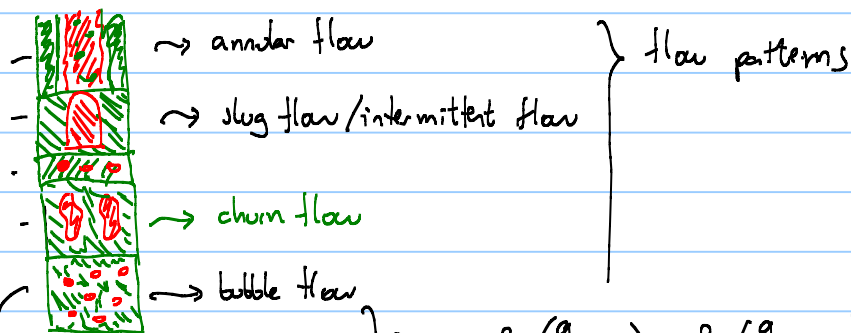 annular flow
slug flow/intermittent flow
churn flow
bubble flow
flow patterns